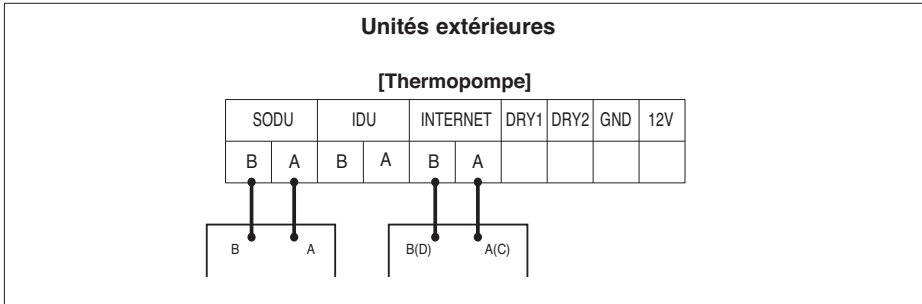 Unités extérieures
[Thermopompe]
SODU IDU INTERNET DRY1 DRY2 GND 12V
B A B A B A
B A B(D) A(C)